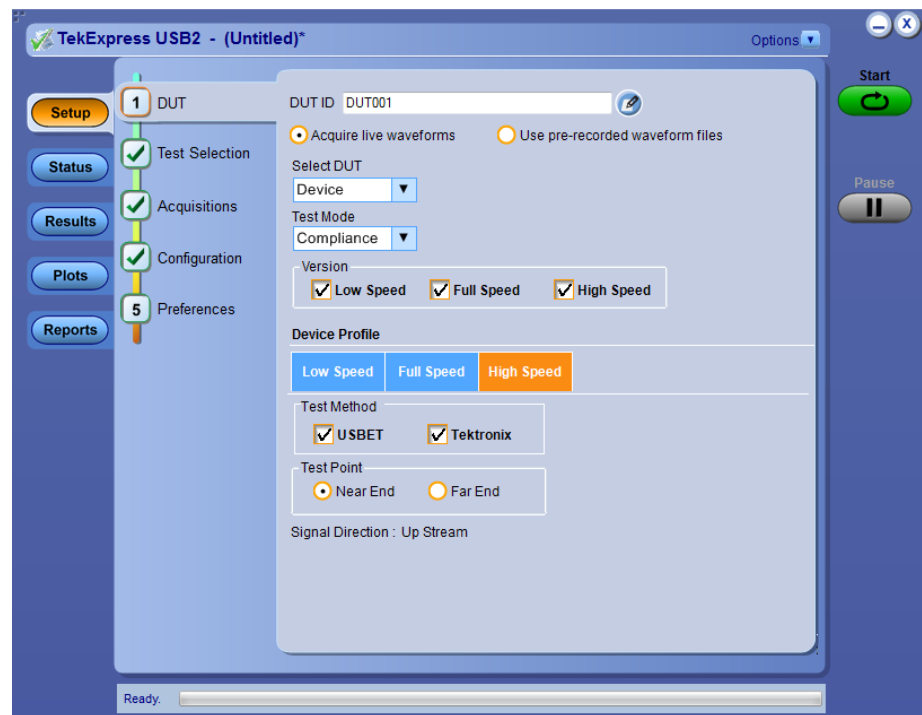 TekExpress USB2 - (Untitled)*
Options
Start
Pause
Setup
Status
Results
Plots
Reports
1 DUT
Test Selection
Acquisitions
Configuration
5 Preferences
DUT ID DUT001
Acquire live waveforms Use pre-recorded waveform files
Select DUT
Device
Test Mode
Compliance
Version
Low Speed Full Speed High Speed
Device Profile
Low Speed Full Speed High Speed
Test Method
USBET Tektronix
Test Point
Near End Far End
Signal Direction : Up Stream
Ready.